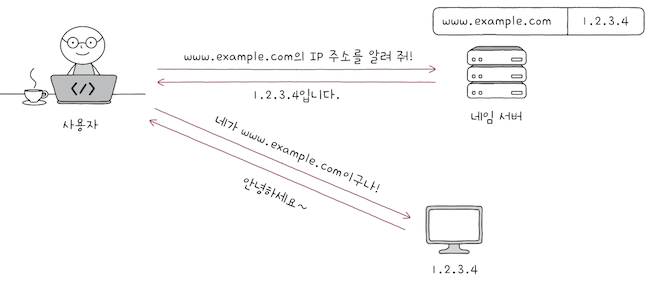 www.example.com 1.2.3.4
www.example.com의 IP 주소를 알려 줘!
</>
1.2.3.4입니다.
사용자
네임 서버
네가 www.example.com이구나!
안녕하세요~
1.2.3.4